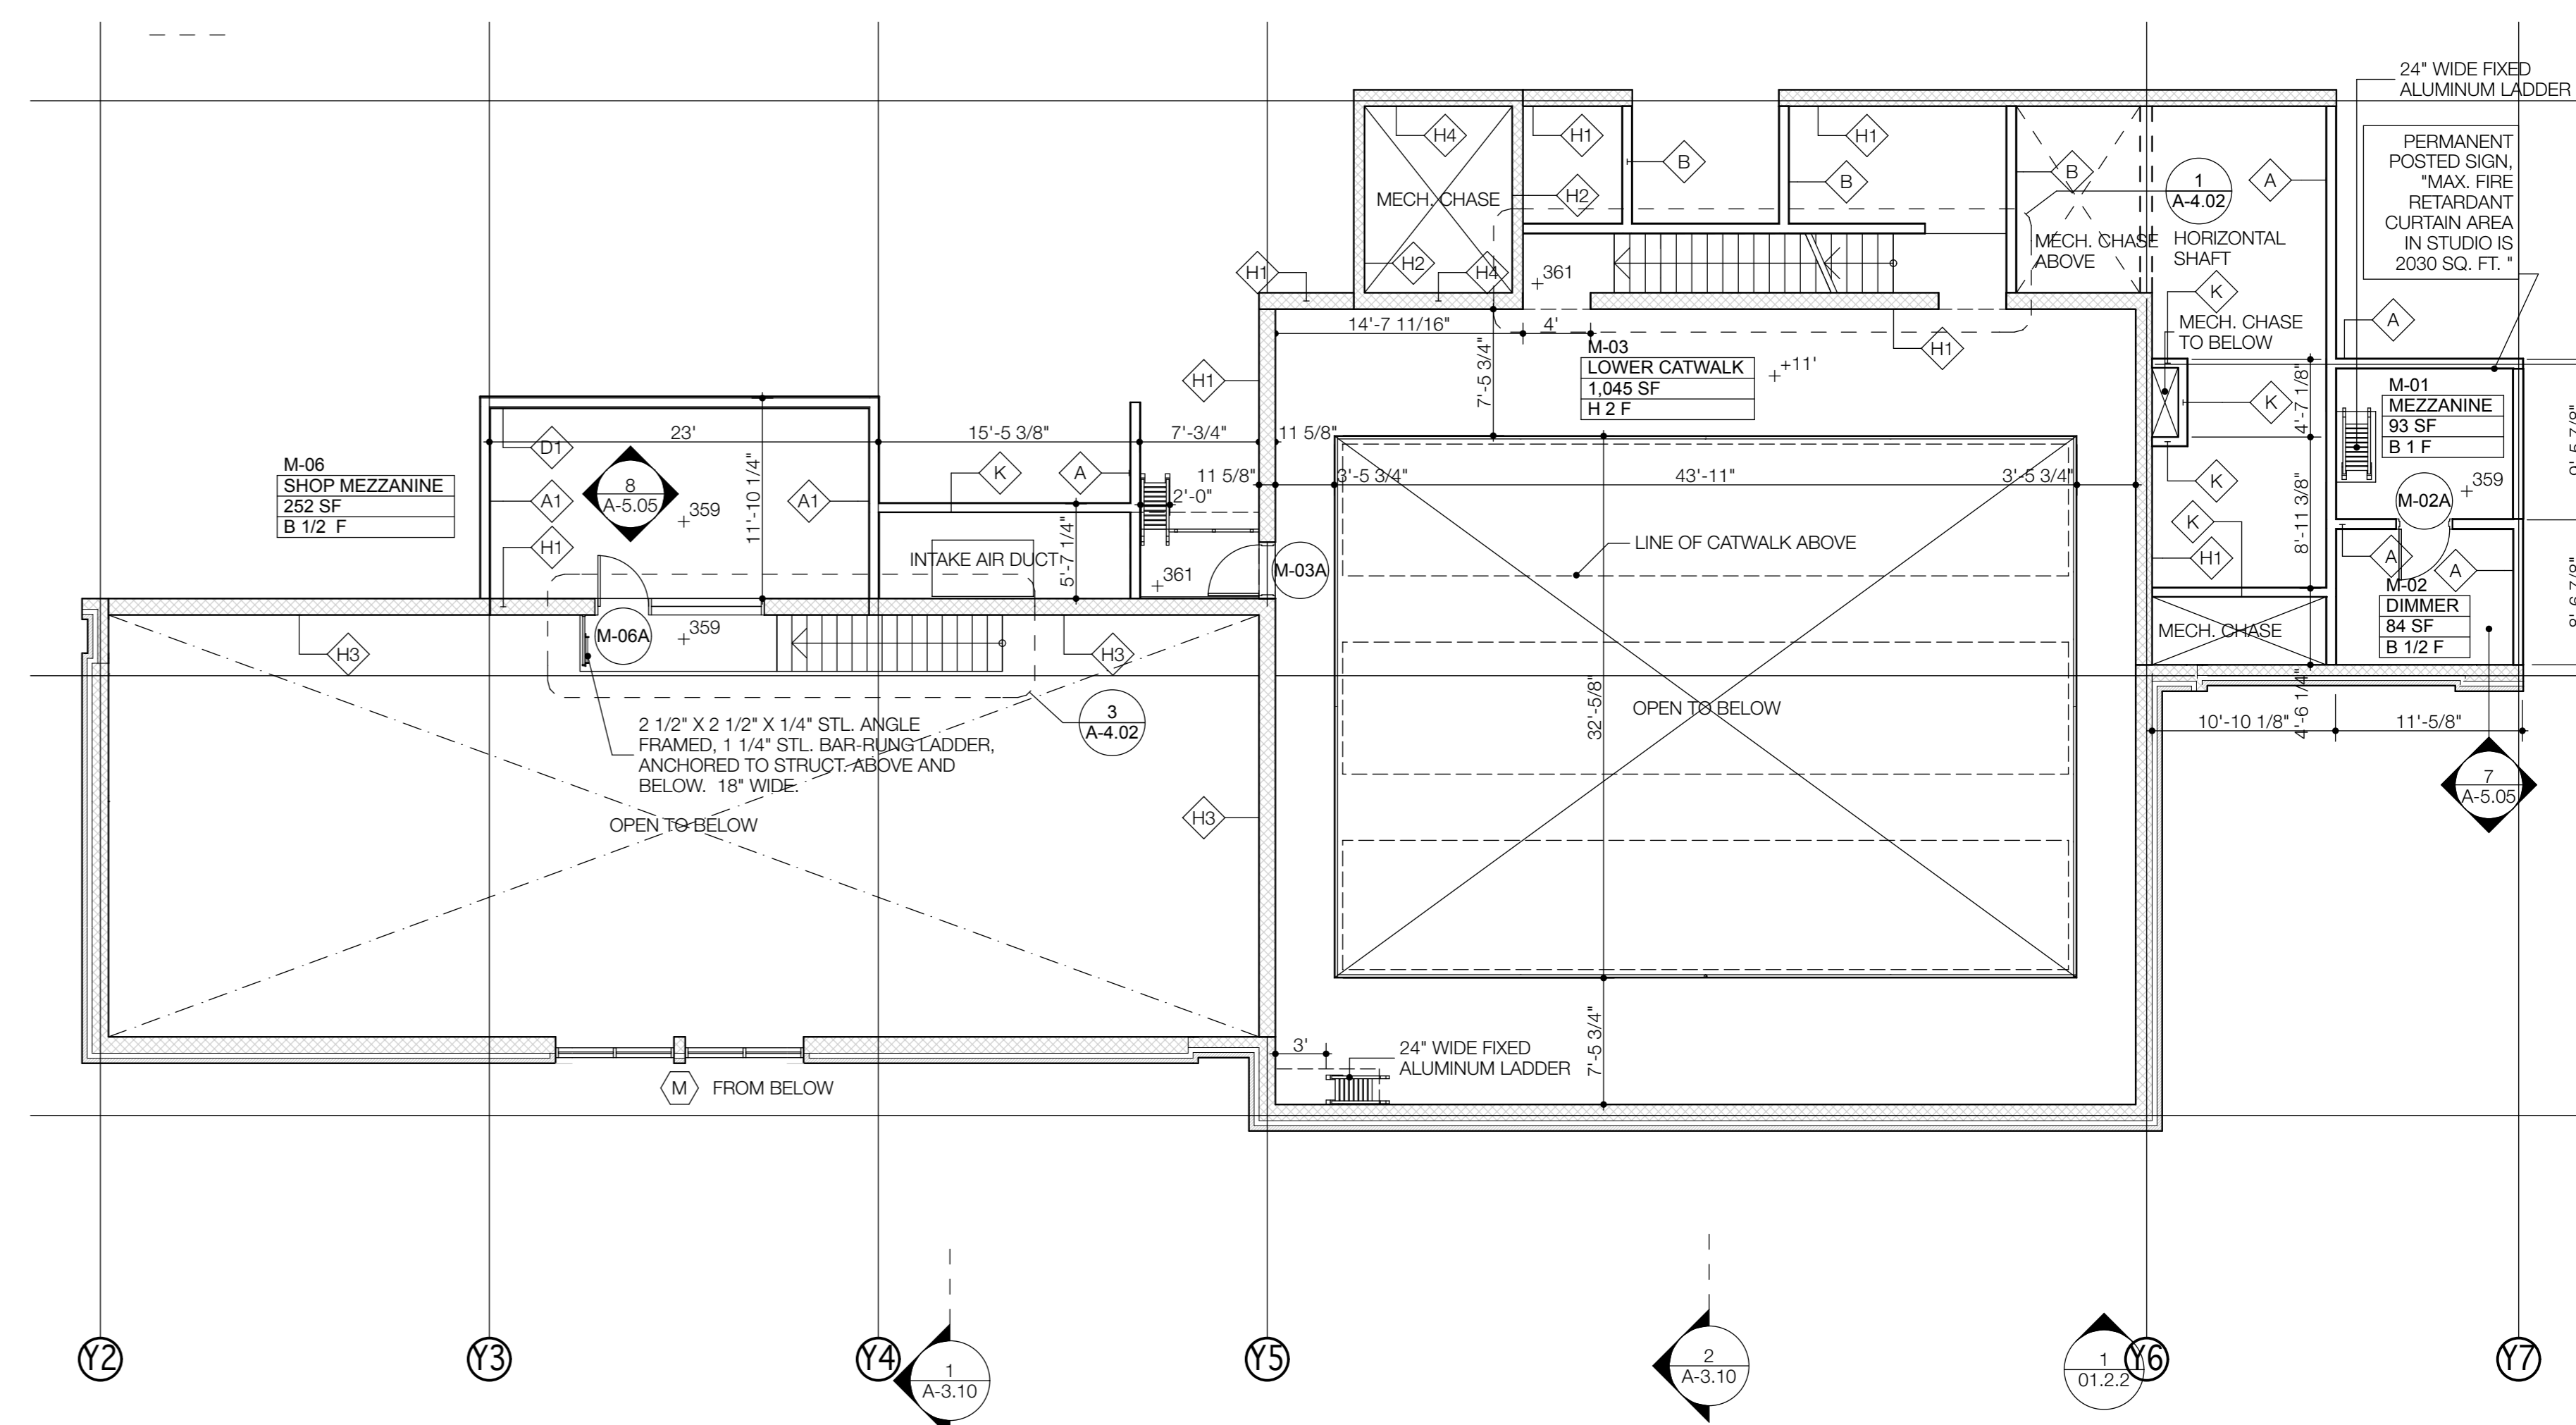 24" WIDE FIXED
ALUMINUM LADDER
PERMANENT
POSTED SIGN,
"MAX. FIRE
RETARDANT
CURTAIN AREA
IN STUDIO IS
2030 SQ. FT. "
H4
H1
B
H1
B
B
1
A-4.02
A
H2
MECH. CHASE
MECH. CHASE
ABOVE
HORIZONTAL
SHAFT
H1
H2
H4
361
K
A
MECH. CHASE
TO BELOW
14'-7 11/16"
4'
7'-5 3/4"
H1
M-03
LOWER CATWALK
1,045 SF
H 2 F
+11'
H1
K
4'-7 1/8"
M-01
MEZZANINE
93 SF
B 1 F
9'-5 7/8"
23'
15'-5 3/8"
7'-3/4"
11 5/8"
D1
M-06
SHOP MEZZANINE
252 SF
B 1/2  F
A1
8
A-5.05
359
11'-10 1/4"
A1
K
A
11 5/8"
2'-0"
3'-5 3/4"
43'-11"
3'-5 3/4"
K
K
M-02A
359
8'-11 3/8"
H1
INTAKE AIR DUCT
5'-7 1/4"
361
M-03A
LINE OF CATWALK ABOVE
H1
A
A
M-02
DIMMER
84 SF
B 1/2 F
8'-6 7/8"
MECH. CHASE
H3
M-06A
359
H3
3
A-4.02
2 1/2" X 2 1/2" X 1/4" STL. ANGLE
FRAMED, 1 1/4" STL. BAR-RUNG LADDER,
ANCHORED TO STRUCT. ABOVE AND
BELOW.  18" WIDE.
32'-5/8"
OPEN TO BELOW
4'-6 1/4"
10'-10 1/8"
11'-5/8"
7
A-5.05
OPEN TO BELOW
H3
3'
24" WIDE FIXED
ALUMINUM LADDER
7'-5 3/4"
M
FROM BELOW
Y2
Y3
Y4
1
A-3.10
Y5
2
A-3.10
1
01.2.2
Y6
Y7